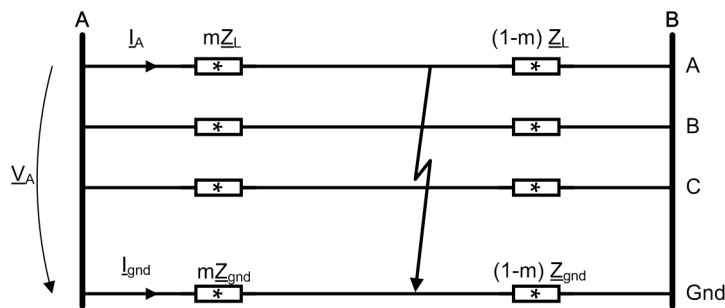 A B
I_A mZ_L (1-m) Z_L A
* *
B
* *
V_A
C
* *
I_gnd mZ_gnd (1-m) Z_gnd
* * Gnd